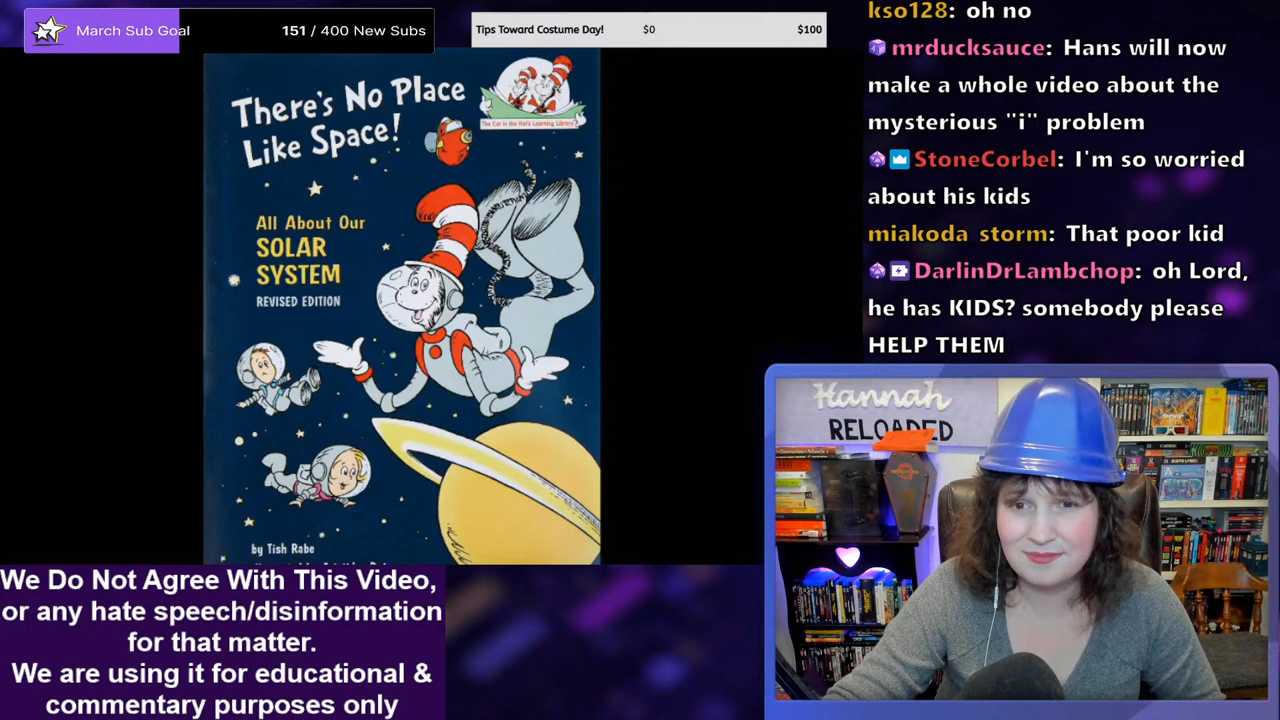 March Sub Goal
151 / 400 New Subs
Tips Toward Costume Day!
$0
$100
There's No Place
Like Space!
The Cat in the Hat's Learning Library
All About Our
SOLAR
SYSTEM
REVISED EDITION
by Tish Rabe
We Do Not Agree With This Video,
or any hate speech/disinformation
for that matter.
We are using it for educational &
commentary purposes only
kso128: oh no
mrducksauce: Hans will now
make a whole video about the
mysterious "i" problem
StoneCorbel: I'm so worried
about his kids
miakoda_storm: That poor kid
DarlinDrLambchop: oh Lord,
he has KIDS? somebody please
HELP THEM
Hannah
RELOADED